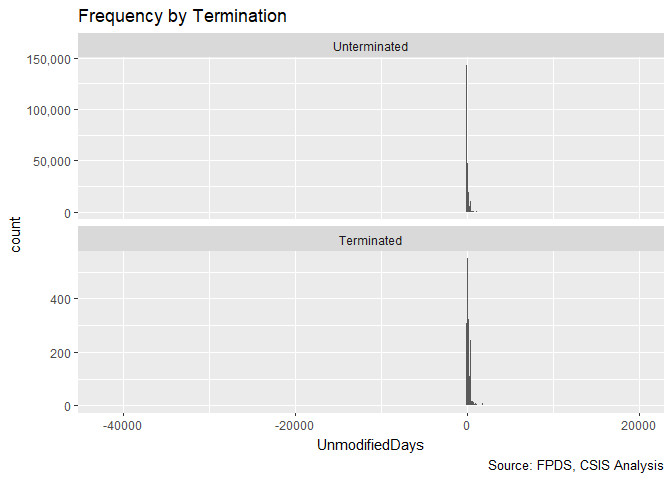 Frequency by Termination
Unterminated
150,000
100,000
50,000
0
count
Terminated
400
200
0
-40000 -20000 0 20000
UnmodifiedDays
Source: FPDS, CSIS Analysis